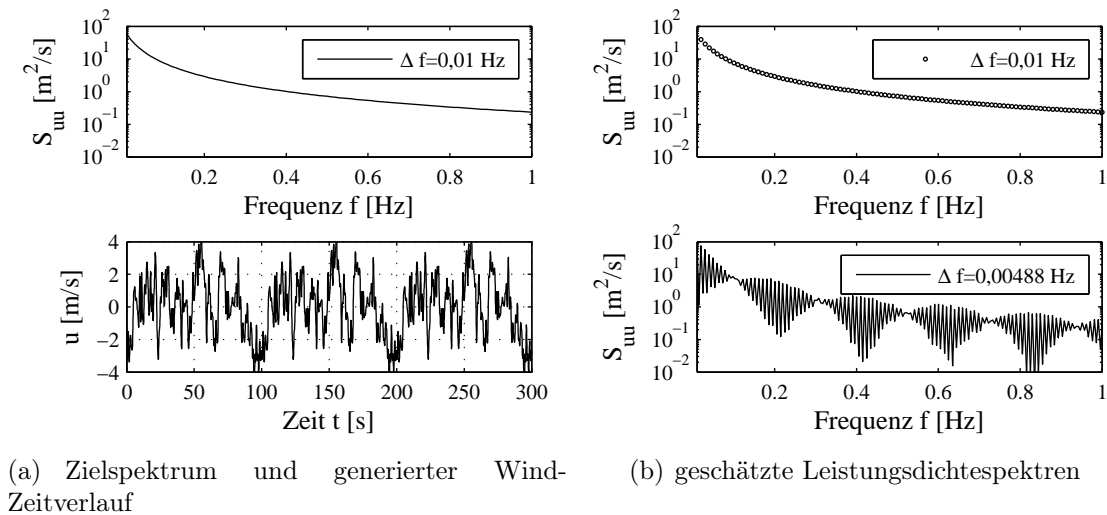 10^2
10^1
10^0
10^−1
10^−2
S_uu [m^2/s]
Δ f=0,01 Hz
0.2 0.4 0.6 0.8 1
Frequenz f [Hz]
10^2
10^1
10^0
10^−1
10^−2
S_uu [m^2/s]
Δ f=0,01 Hz
0.2 0.4 0.6 0.8 1
Frequenz f [Hz]
4
2
0
−2
−4
u [m/s]
0 50 100 150 200 250 300
Zeit t [s]
10^2
10^1
10^0
10^−1
10^−2
S_uu [m^2/s]
Δ f=0,00488 Hz
0.2 0.4 0.6 0.8 1
Frequenz f [Hz]
(a) Zielspektrum und generierter Wind-
Zeitverlauf
(b) geschätzte Leistungsdichtespektren